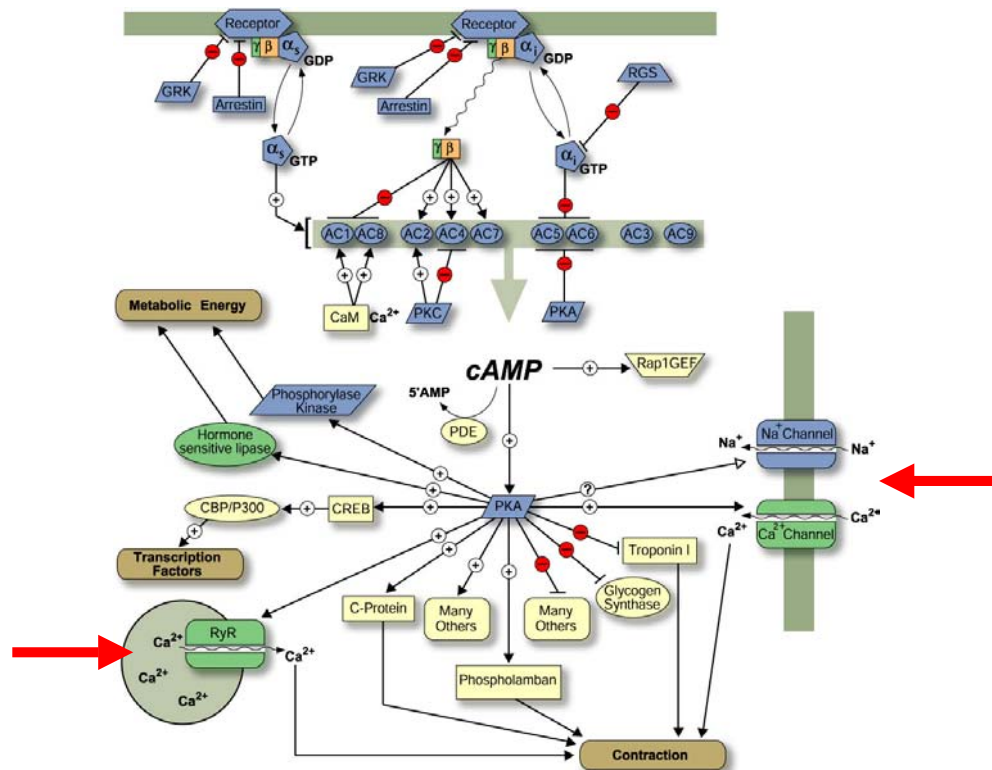 Receptor
αs
γ β
GDP
GRK
Arrestin
αs
GTP
Receptor
αi
γ β
GDP
GRK
Arrestin
RGS
γ β
αi
GTP
AC1 AC8 AC2 AC4 AC7 AC5 AC6 AC3 AC9
CaM Ca2+
PKC
PKA
Metabolic Energy
cAMP
Rap1GEF
5'AMP
PDE
Phosphorylase
Kinase
Hormone
sensitive lipase
Na+ Channel
Na+
Na+
?
CBP/P300
CREB
PKA
Ca2+
Ca2+
Ca2+ Channel
Transcription
Factors
Troponin I
C-Protein
Many
Others
Many
Others
Glycogen
Synthase
RyR
Ca2+
Ca2+
Ca2+
Ca2+
Phospholamban
Contraction